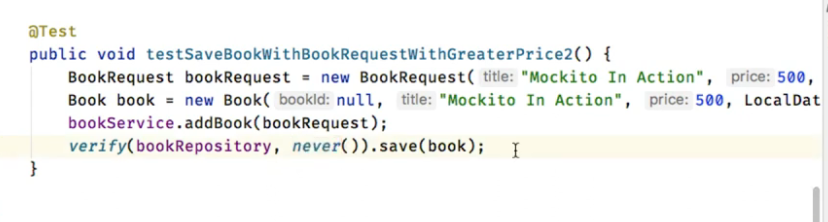 @Test
public void testSaveBookWithBookRequestWithGreaterPrice2() {
BookRequest bookRequest = new BookRequest( title: "Mockito In Action", price: 500,
Book book = new Book( bookId: null, title: "Mockito In Action", price: 500, LocalDat
bookService.addBook(bookRequest);
verify(bookRepository, never()).save(book);
}